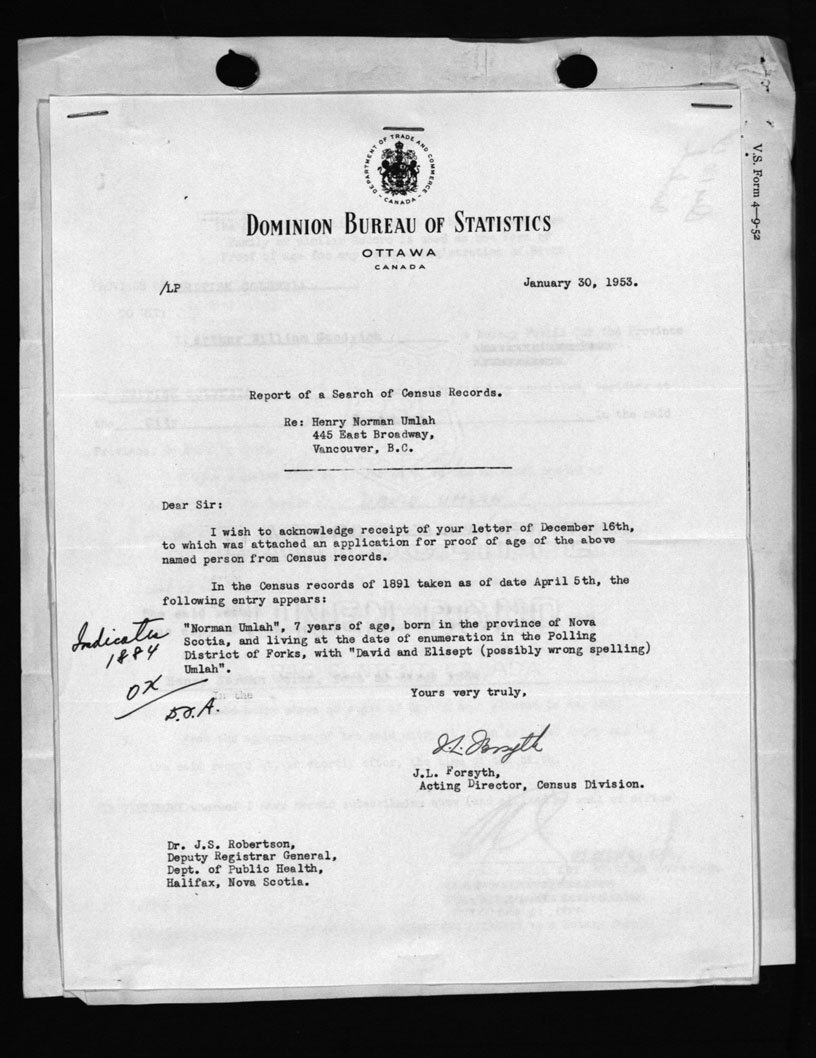 V.S. Form 4—9-52
DEPARTMENT OF TRADE AND COMMERCE
CANADA
DOMINION BUREAU OF STATISTICS
OTTAWA
CANADA
/LP
January 30, 1953.
Report of a Search of Census Records.
Re: Henry Norman Umlah
445 East Broadway,
Vancouver, B.C.
Dear Sir:
I wish to acknowledge receipt of your letter of December 16th,
to which was attached an application for proof of age of the above
named person from Census records.
In the Census records of 1891 taken as of date April 5th, the
following entry appears:
"Norman Umlah", 7 years of age, born in the province of Nova
Scotia, and living at the date of enumeration in the Polling
District of Forks, with "David and Elisept (possibly wrong spelling)
Umlah".
Indicates
1884
OK
Yours very truly,
J.L. Forsyth
J.L. Forsyth,
Acting Director, Census Division.
Dr. J.S. Robertson,
Deputy Registrar General,
Dept. of Public Health,
Halifax, Nova Scotia.